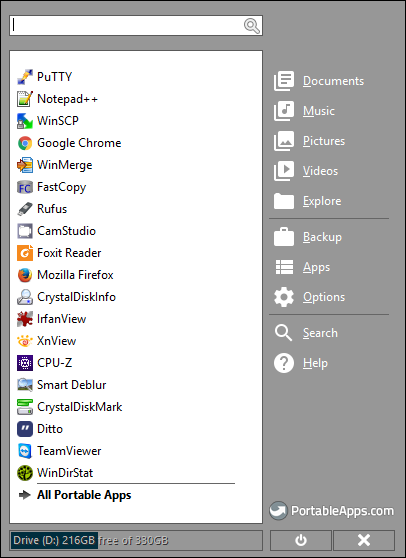 PuTTY
Notepad++
WinSCP
Google Chrome
WinMerge
FastCopy
FC
Rufus
CamStudio
Foxit Reader
Mozilla Firefox
CrystalDiskInfo
IrfanView
XnView
CPU-Z
Smart Deblur
CrystalDiskMark
Ditto
TeamViewer
WinDirStat
All Portable Apps
Drive (D:) 216GB free of 330GB
Documents
Music
Pictures
Videos
Explore
Backup
Apps
Options
Search
Help
PortableApps.com